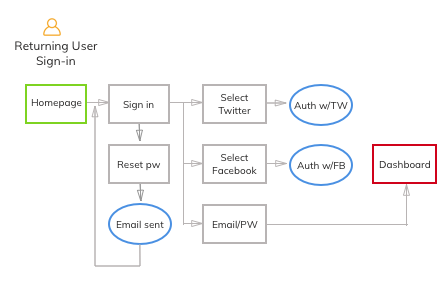 Returning User
Sign-in
Homepage
Sign in
Select
Twitter
Auth w/TW
Reset pw
Select
Facebook
Auth w/FB
Dashboard
Email sent
Email/PW